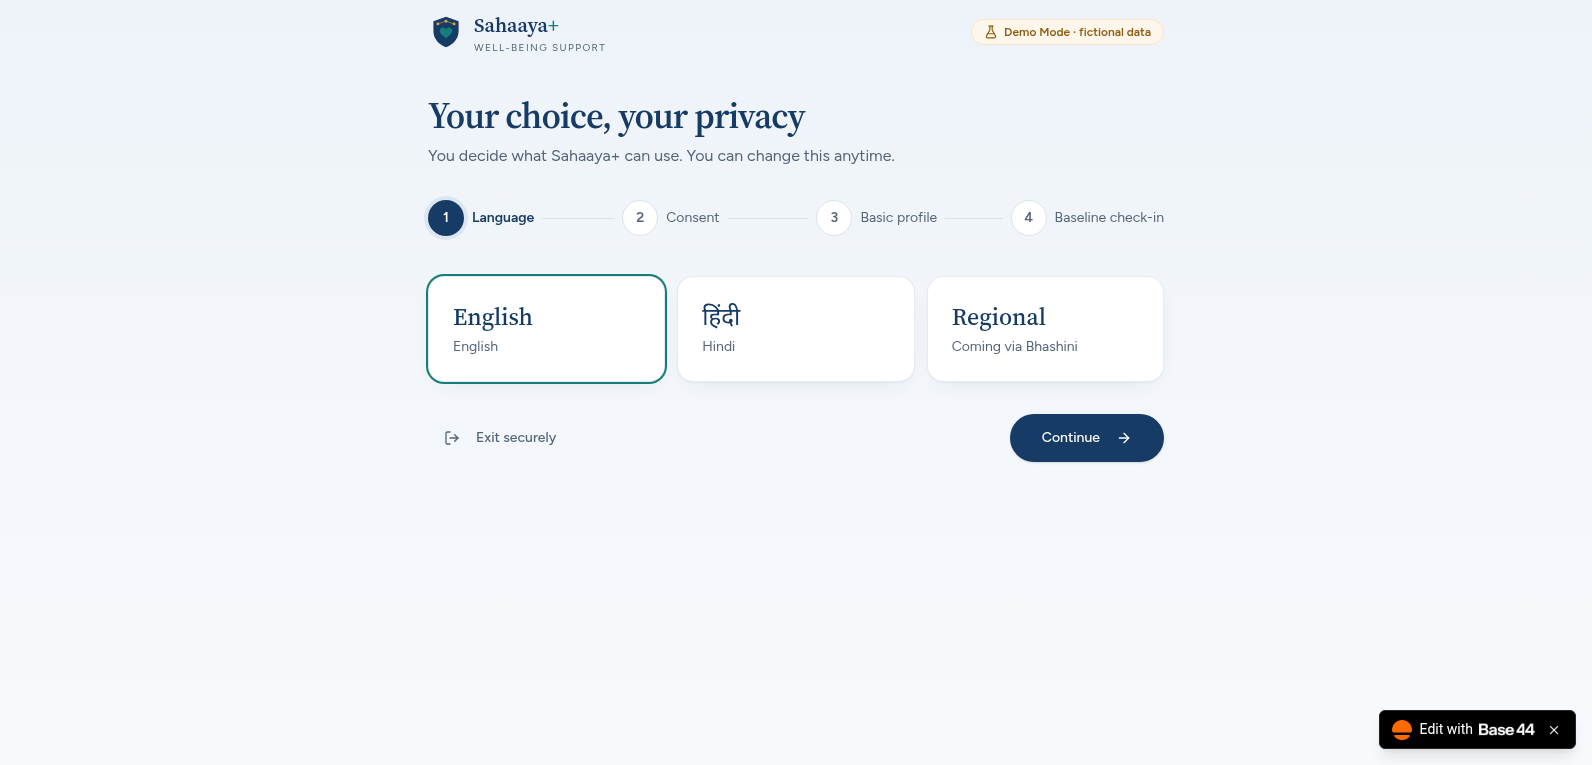 Sahaaya+
WELL-BEING SUPPORT
Demo Mode · fictional data
Your choice, your privacy
You decide what Sahaaya+ can use. You can change this anytime.
1 Language
2 Consent
3 Basic profile
4 Baseline check-in
English
English
हिंदी
Hindi
Regional
Coming via Bhashini
Exit securely
Continue
Edit with Base44